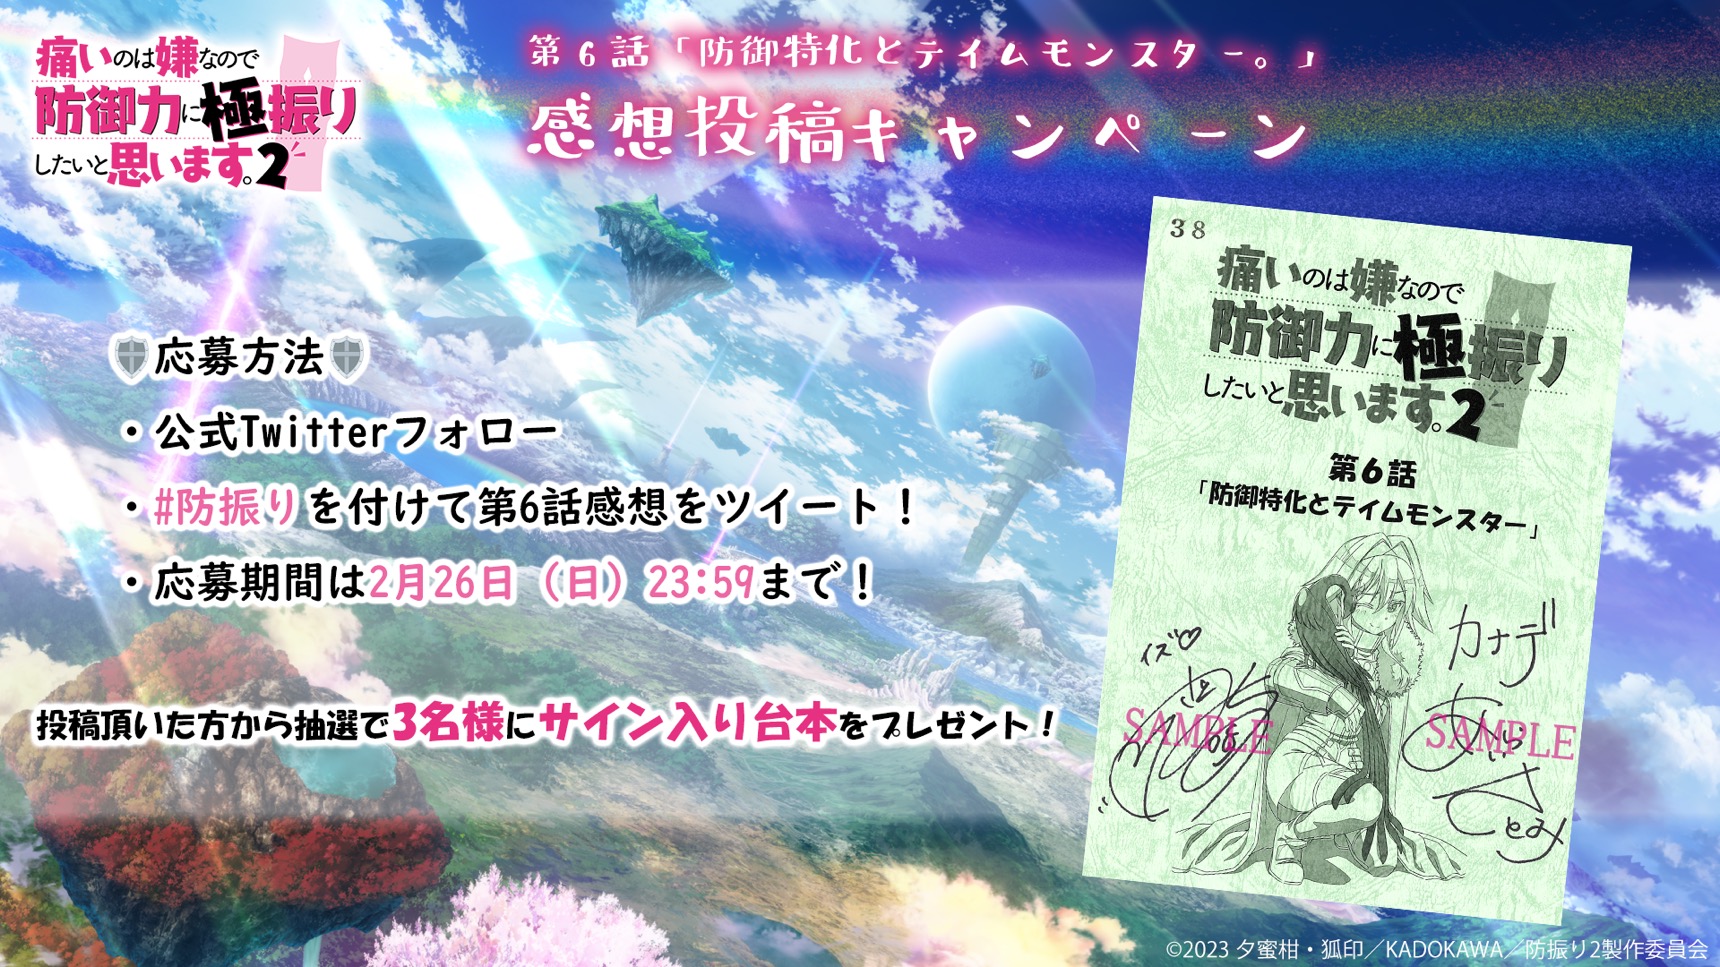 痛いのは嫌なので
防御力に極振り
したいと思います。2
第6話「防御特化とテイムモンスター。」
感想投稿キャンペーン
応募方法
・公式Twitterフォロー
・#防振りを付けて第6話感想をツイート！
・応募期間は2月26日（日）23:59まで！
投稿頂いた方から抽選で3名様にサイン入り台本をプレゼント！
38
痛いのは嫌なので
防御力に極振り
したいと思います。2
第6話
「防御特化とテイムモンスター」
イズ♡
カナデ
SAMPLE
SAMPLE
さとみ
©2023 夕蜜柑・狐印／KADOKAWA／防振り2製作委員会